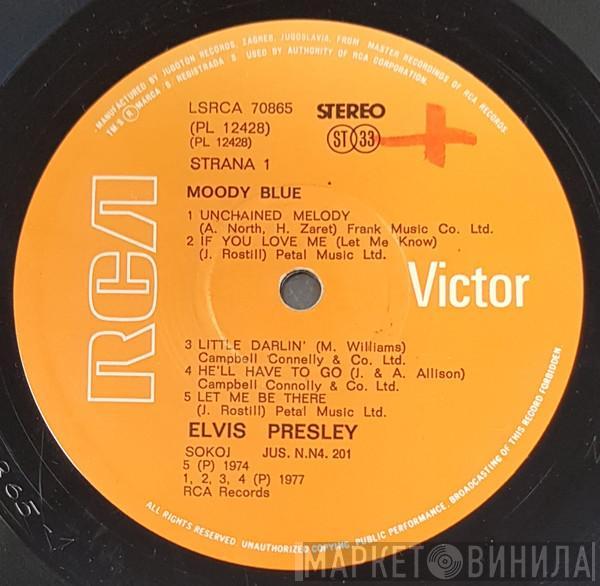 MANUFACTURED BY JUGOTON RECORDS, ZAGREB, JUGOSLAVIA, FROM MASTER RECORDINGS OF RCA RECORDS.
TM S ® MARCA S REGISTRADA S USED BY AUTHORITY OF RCA CORPORATION.
LSRCA 70865 STEREO
(PL 12428) ST 33
(PL 12428)
STRANA 1
MOODY BLUE
1 UNCHAINED MELODY
(A. North, H. Zaret) Frank Music Co. Ltd.
2 IF YOU LOVE ME (Let Me Know)
(J. Rostill) Petal Music Ltd.
RCA
Victor
3 LITTLE DARLIN' (M. Williams)
Campbell Connelly & Co. Ltd.
4 HE'LL HAVE TO GO (J. & A. Allison)
Campbell Connolly & Co. Ltd.
5 LET ME BE THERE
(J. Rostill) Petal Music Ltd.
ELVIS PRESLEY
SOKOJ JUS. N.N4. 201
5 (P) 1974
1, 2, 3, 4 (P) 1977
RCA Records
ALL RIGHTS RESERVED. UNAUTHORIZED COPYING, PUBLIC PERFORMANCE, BROADCASTING OF THIS RECORD FORBIDDEN.
МАРКЕТ ВИНИЛА